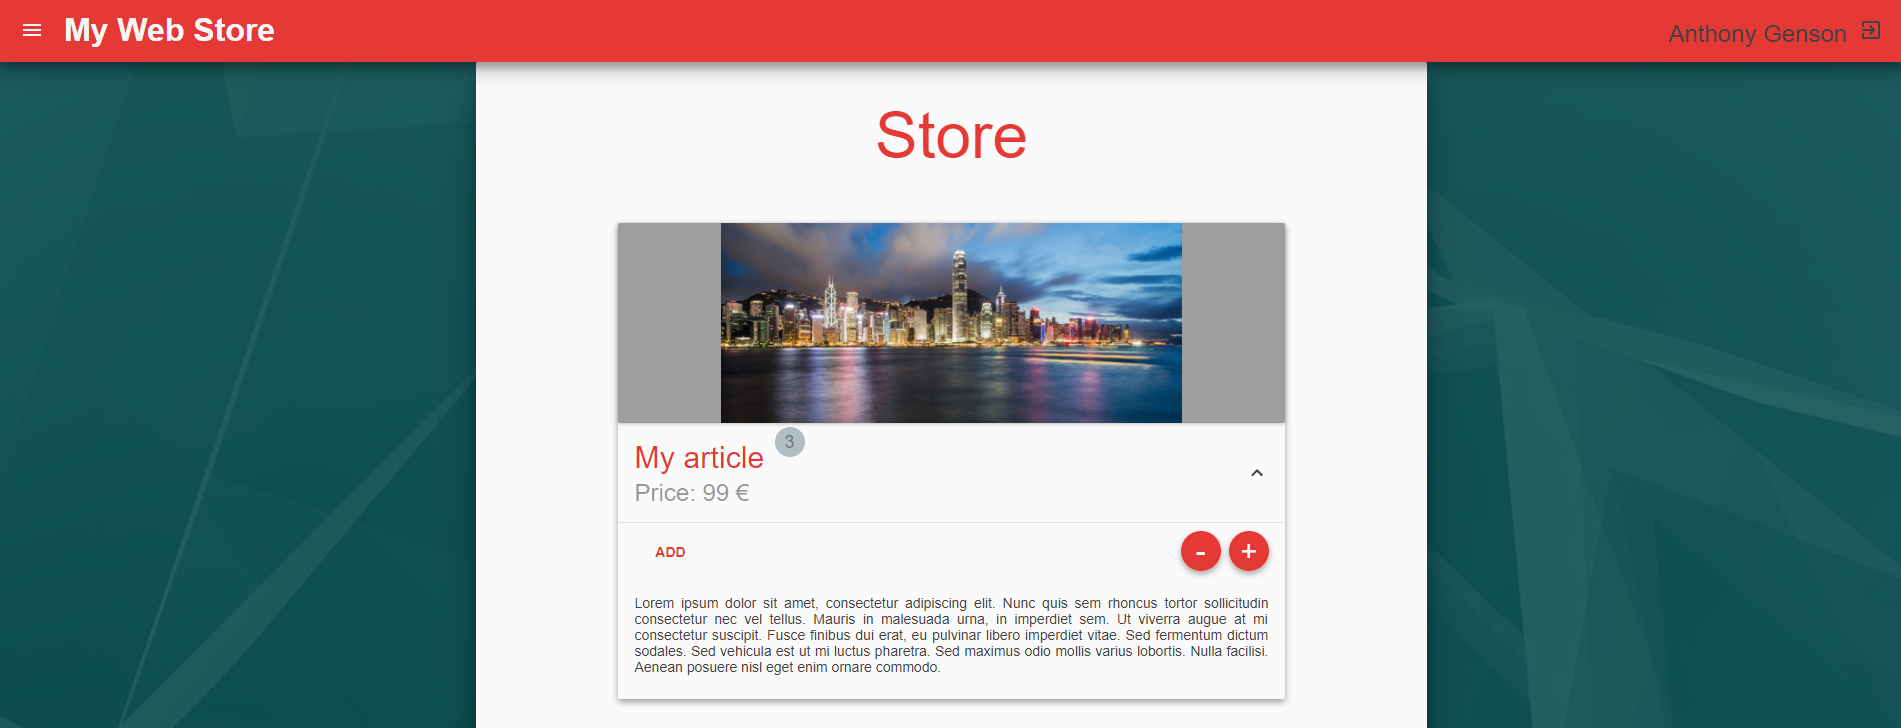 My Web Store
Anthony Genson
Store
My article 3
Price: 99 €
ADD
- +
Lorem ipsum dolor sit amet, consectetur adipiscing elit. Nunc quis sem rhoncus tortor sollicitudin
consectetur nec vel tellus. Mauris in malesuada urna, in imperdiet sem. Ut viverra augue at mi
consectetur suscipit. Fusce finibus dui erat, eu pulvinar libero imperdiet vitae. Sed fermentum dictum
sodales. Sed vehicula est ut mi luctus pharetra. Sed maximus odio mollis varius lobortis. Nulla facilisi.
Aenean posuere nisl eget enim ornare commodo.